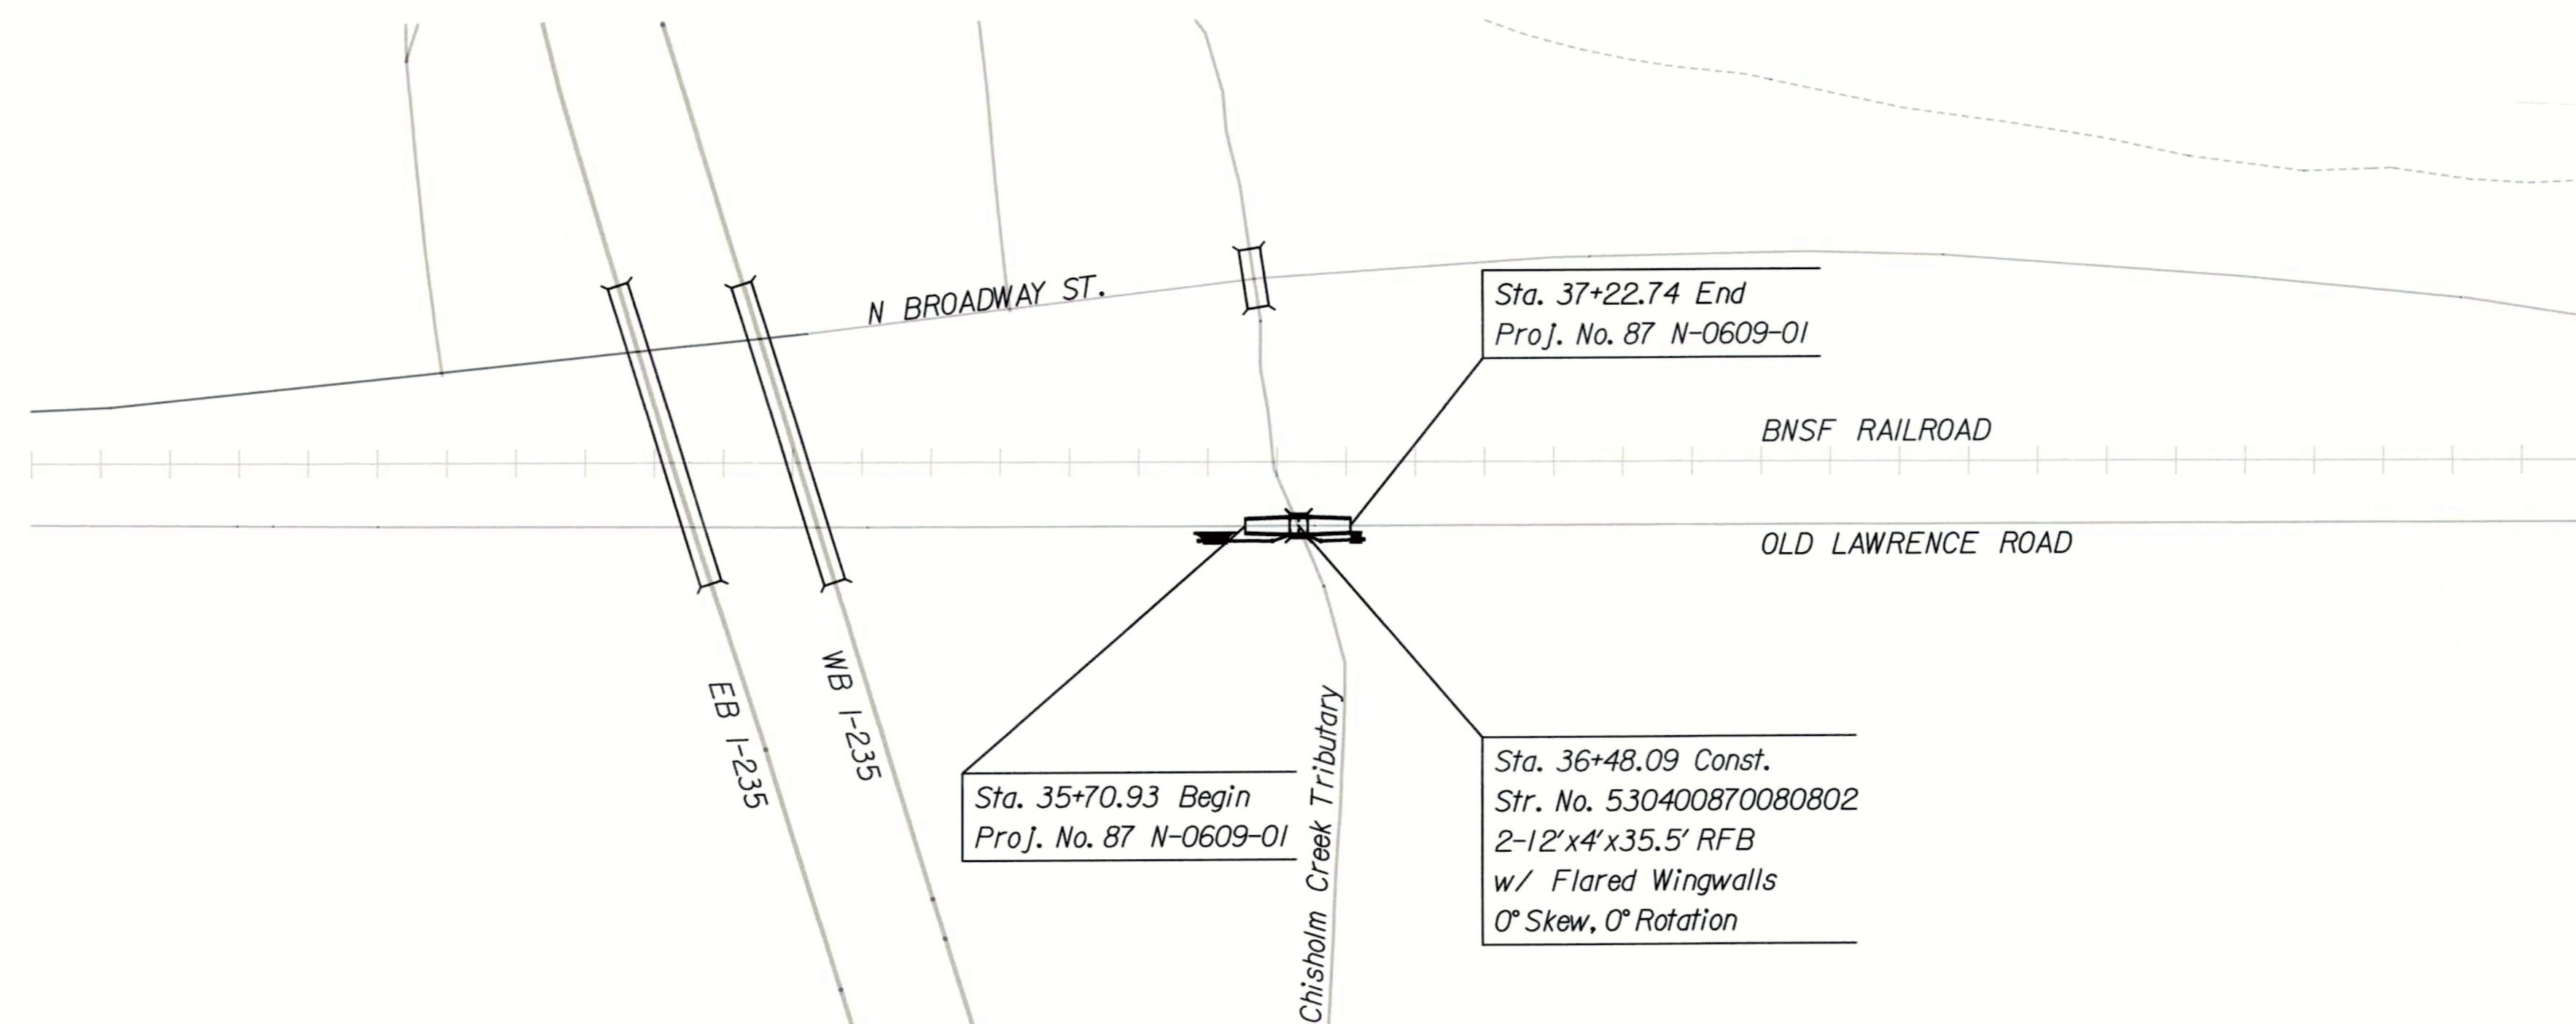 N BROADWAY ST.
Sta. 37+22.74 End
Proj. No. 87 N-0609-01
BNSF RAILROAD
OLD LAWRENCE ROAD
WB I-235
EB I-235
Sta. 35+70.93 Begin
Proj. No. 87 N-0609-01
Chisholm Creek Tributary
Sta. 36+48.09 Const.
Str. No. 530400870080802
2-12'x4'x35.5' RFB
w/ Flared Wingwalls
0° Skew, 0° Rotation